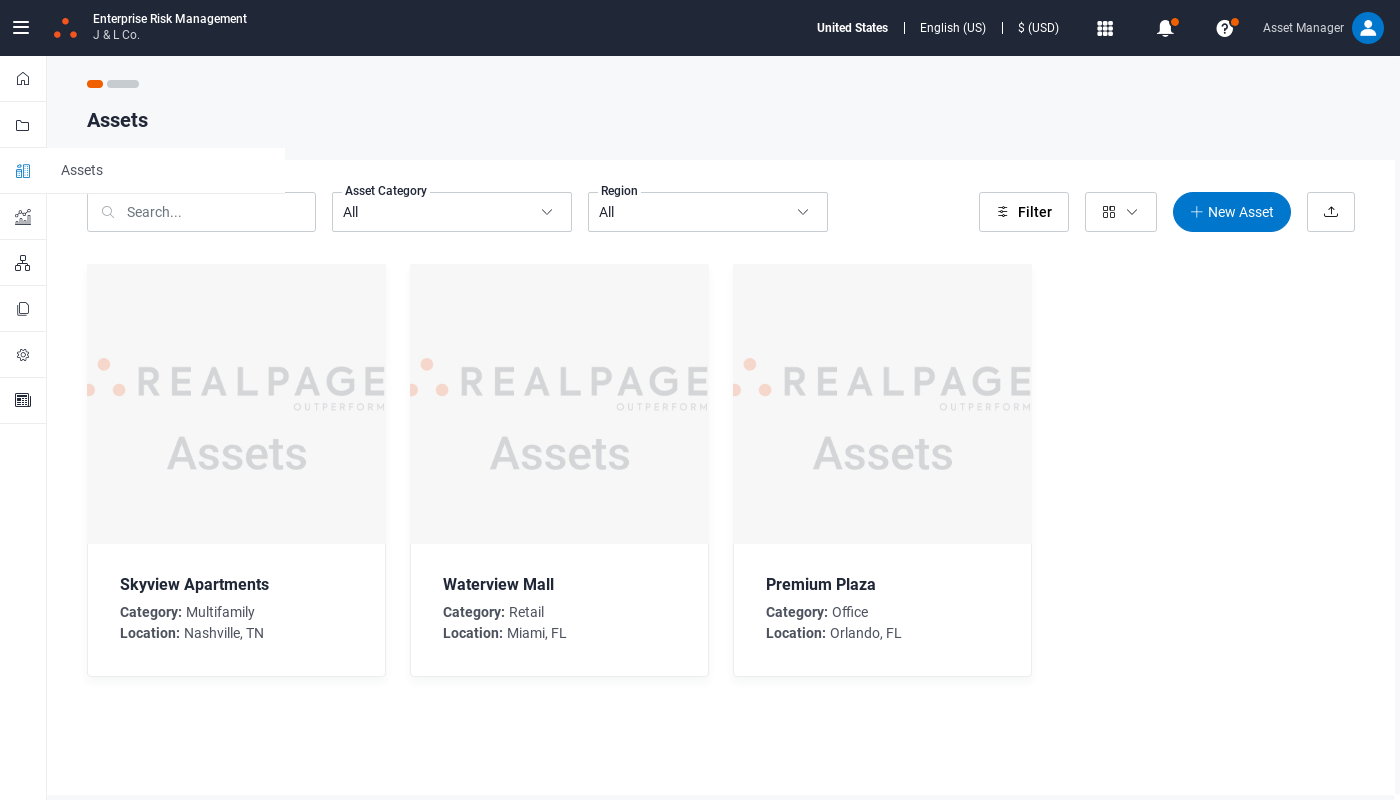 Enterprise Risk Management
J & L Co.
United States
English (US)
$ (USD)
Asset Manager
Assets
Assets
Search...
Asset Category
All
Region
All
Filter
New Asset
REALPAGE
OUTPERFORM
Assets
REALPAGE
OUTPERFORM
Assets
REALPAGE
OUTPERFORM
Assets
Skyview Apartments
Category: Multifamily
Location: Nashville, TN
Waterview Mall
Category: Retail
Location: Miami, FL
Premium Plaza
Category: Office
Location: Orlando, FL